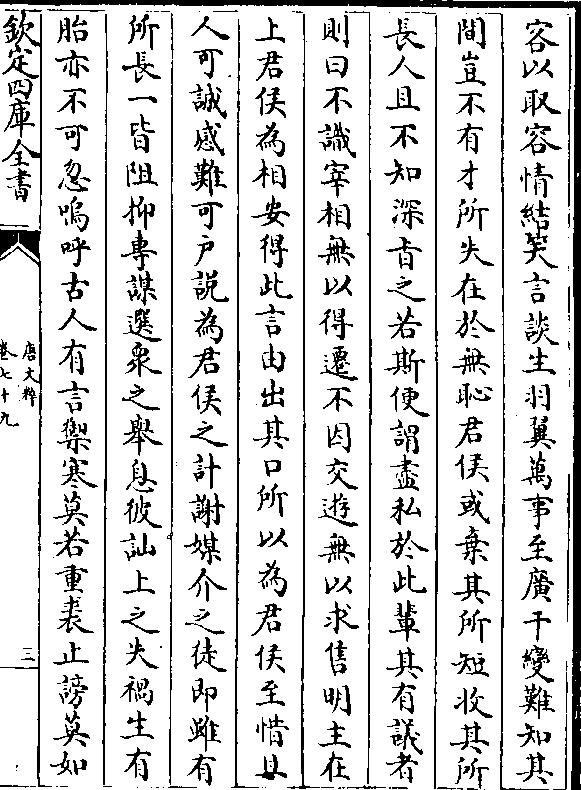 容以取容情結笑言談生羽翼萬事至廣千變難知其
間豈不有才所失在於無恥君侯或棄其所短收其所
長人且不知深㫖之若斯便謂盡私於此輩其有議者
則曰不識宰相無以得遷不因交遊無以求售明主在
上君侯為相安得此言由出其口所以為君侯至惜且
人可誠感難可户説為君侯之計謝媒介之徒即雖有
所長一皆阻抑専謀選衆之舉息彼訕上之失禍生有
胎亦不可忽嗚呼古人有言禦寒莫若重裘止謗莫如
欽定四庫全書
唐文粹
卷七十九
三